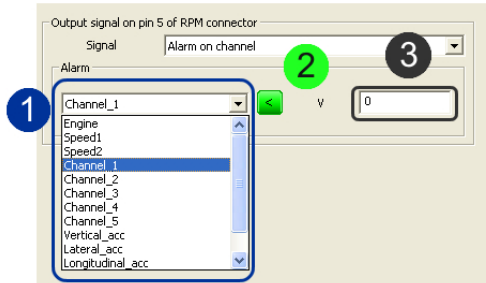 Output signal on pin 5 of RPM connector
Signal Alarm on channel
Alarm
1 2 3
Channel_1 < v 0
Engine
Speed1
Speed2
Channel_1
Channel_2
Channel_3
Channel_4
Channel_5
Vertical_acc
Lateral_acc
Longitudinal_acc